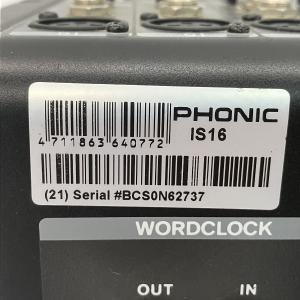 PHONIC
4 711863 640772
IS16
(21) Serial #BCS0N62737
WORDCLOCK
OUT IN